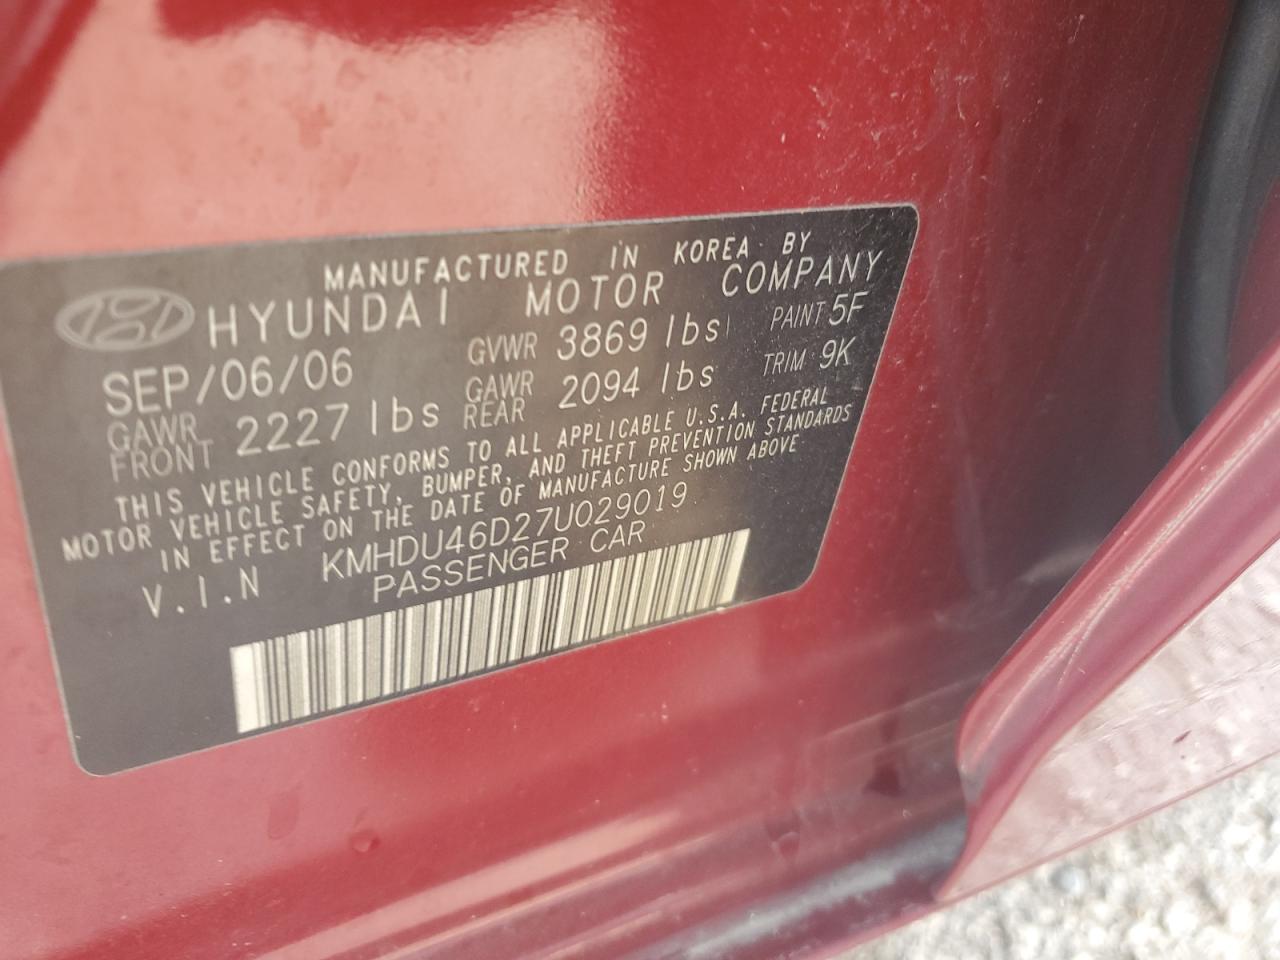 MANUFACTURED IN KOREA BY
HYUNDAI MOTOR COMPANY
SEP/06/06 GVWR 3869 lbs PAINT 5F
GAWR FRONT 2227 lbs GAWR REAR 2094 lbs TRIM 9K
THIS VEHICLE CONFORMS TO ALL APPLICABLE U.S.A. FEDERAL
MOTOR VEHICLE SAFETY, BUMPER, AND THEFT PREVENTION STANDARDS
IN EFFECT ON THE DATE OF MANUFACTURE SHOWN ABOVE
V.I.N KMHDU46D27U029019
PASSENGER CAR